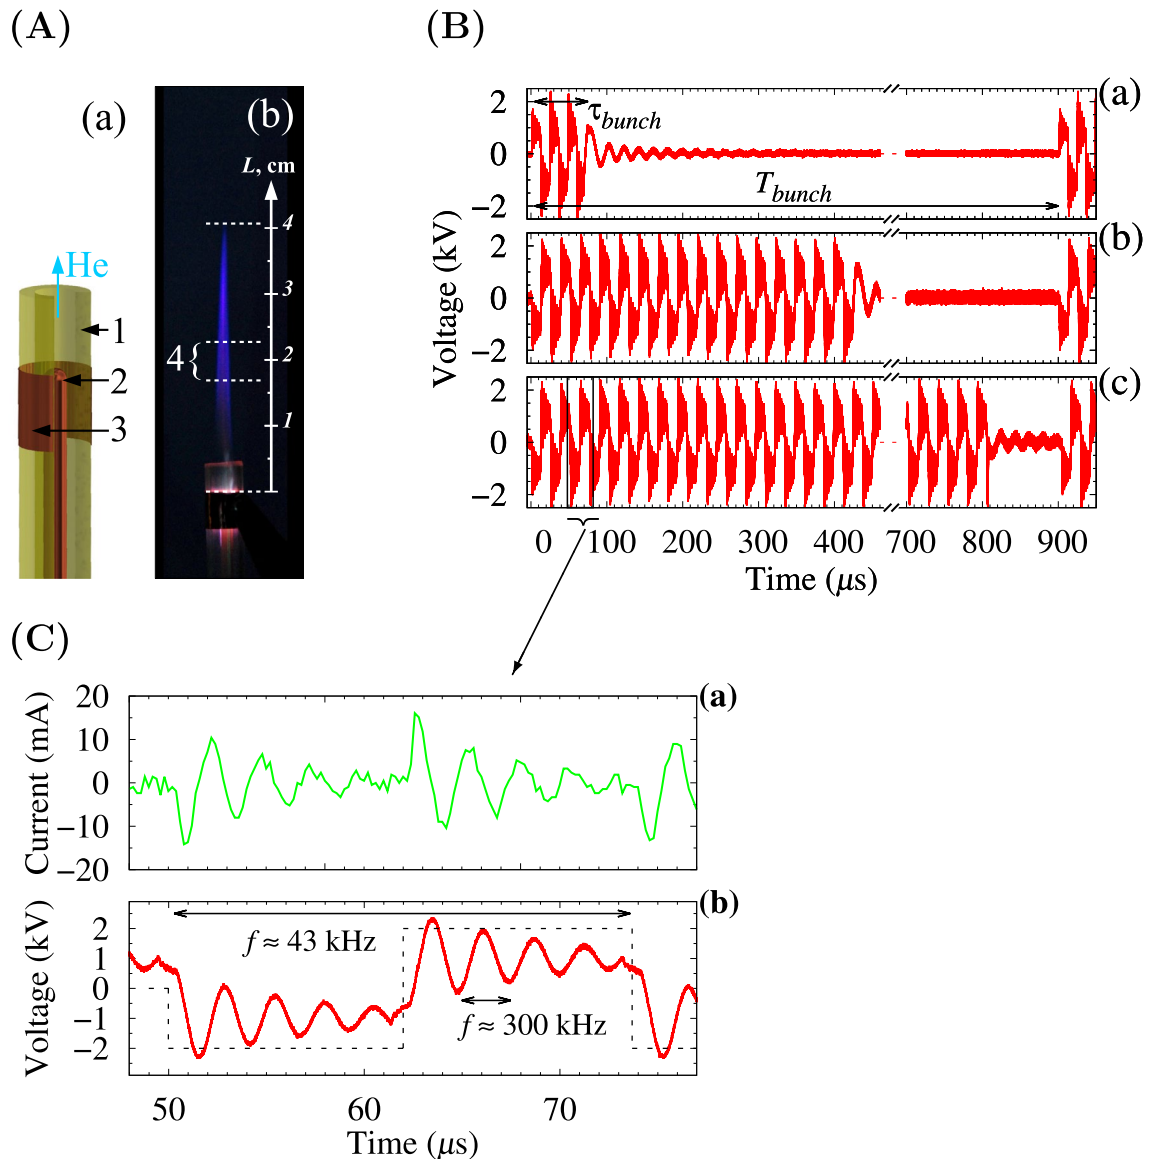 (A)
(a)
(b)
L, cm
4
3
2
1
4{
He
1
2
3
(B)
Voltage (kV)
2
0
−2
τbunch
Tbunch
(a)
2
0
−2
(b)
2
0
−2
(c)
0 100 200 300 400 700 800 900
Time (μs)
(C)
Current (mA)
20
10
0
−10
−20
(a)
Voltage (kV)
2
1
0
−1
−2
f ≈ 43 kHz
f ≈ 300 kHz
(b)
50 60 70
Time (μs)